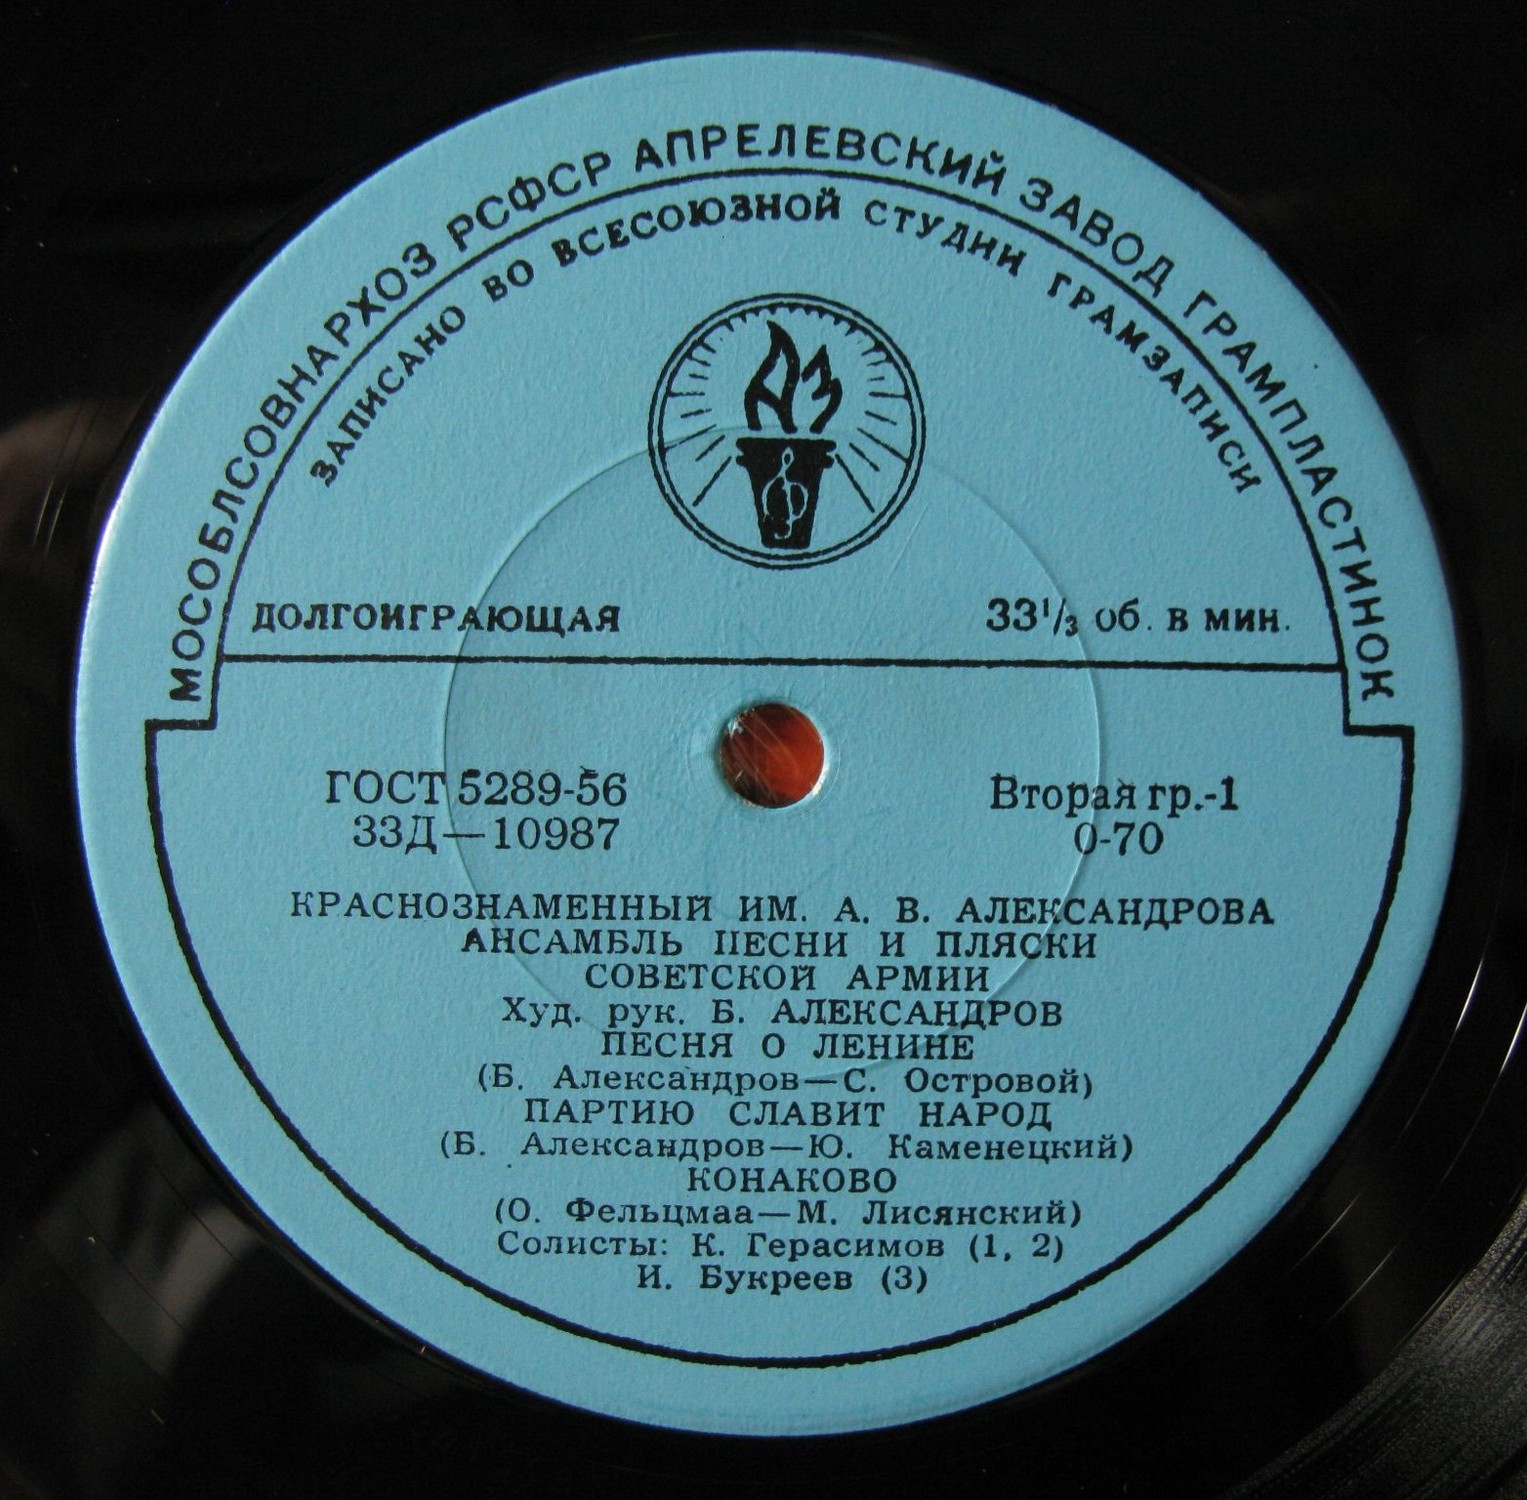 МОСОБЛСОВНАРХОЗ РСФСР АПРЕЛЕВСКИЙ ЗАВОД ГРАМПЛАСТИНОК
ЗАПИСАНО ВО ВСЕСОЮЗНОЙ СТУДИИ ГРАМЗАПИСИ
АЗ
ДОЛГОИГРАЮЩАЯ 33⅓ об. в мин.
ГОСТ 5289-56 Вторая гр.-1
33Д—10987 0-70
КРАСНОЗНАМЕННЫЙ ИМ. А. В. АЛЕКСАНДРОВА
АНСАМБЛЬ ПЕСНИ И ПЛЯСКИ
СОВЕТСКОЙ АРМИИ
Худ. рук. Б. АЛЕКСАНДРОВ
ПЕСНЯ О ЛЕНИНЕ
(Б. Александров—С. Островой)
ПАРТИЮ СЛАВИТ НАРОД
(Б. Александров—Ю. Каменецкий)
КОНАКОВО
(О. Фельцмаа—М. Лисянский)
Солисты: К. Герасимов (1, 2)
И. Букреев (3)